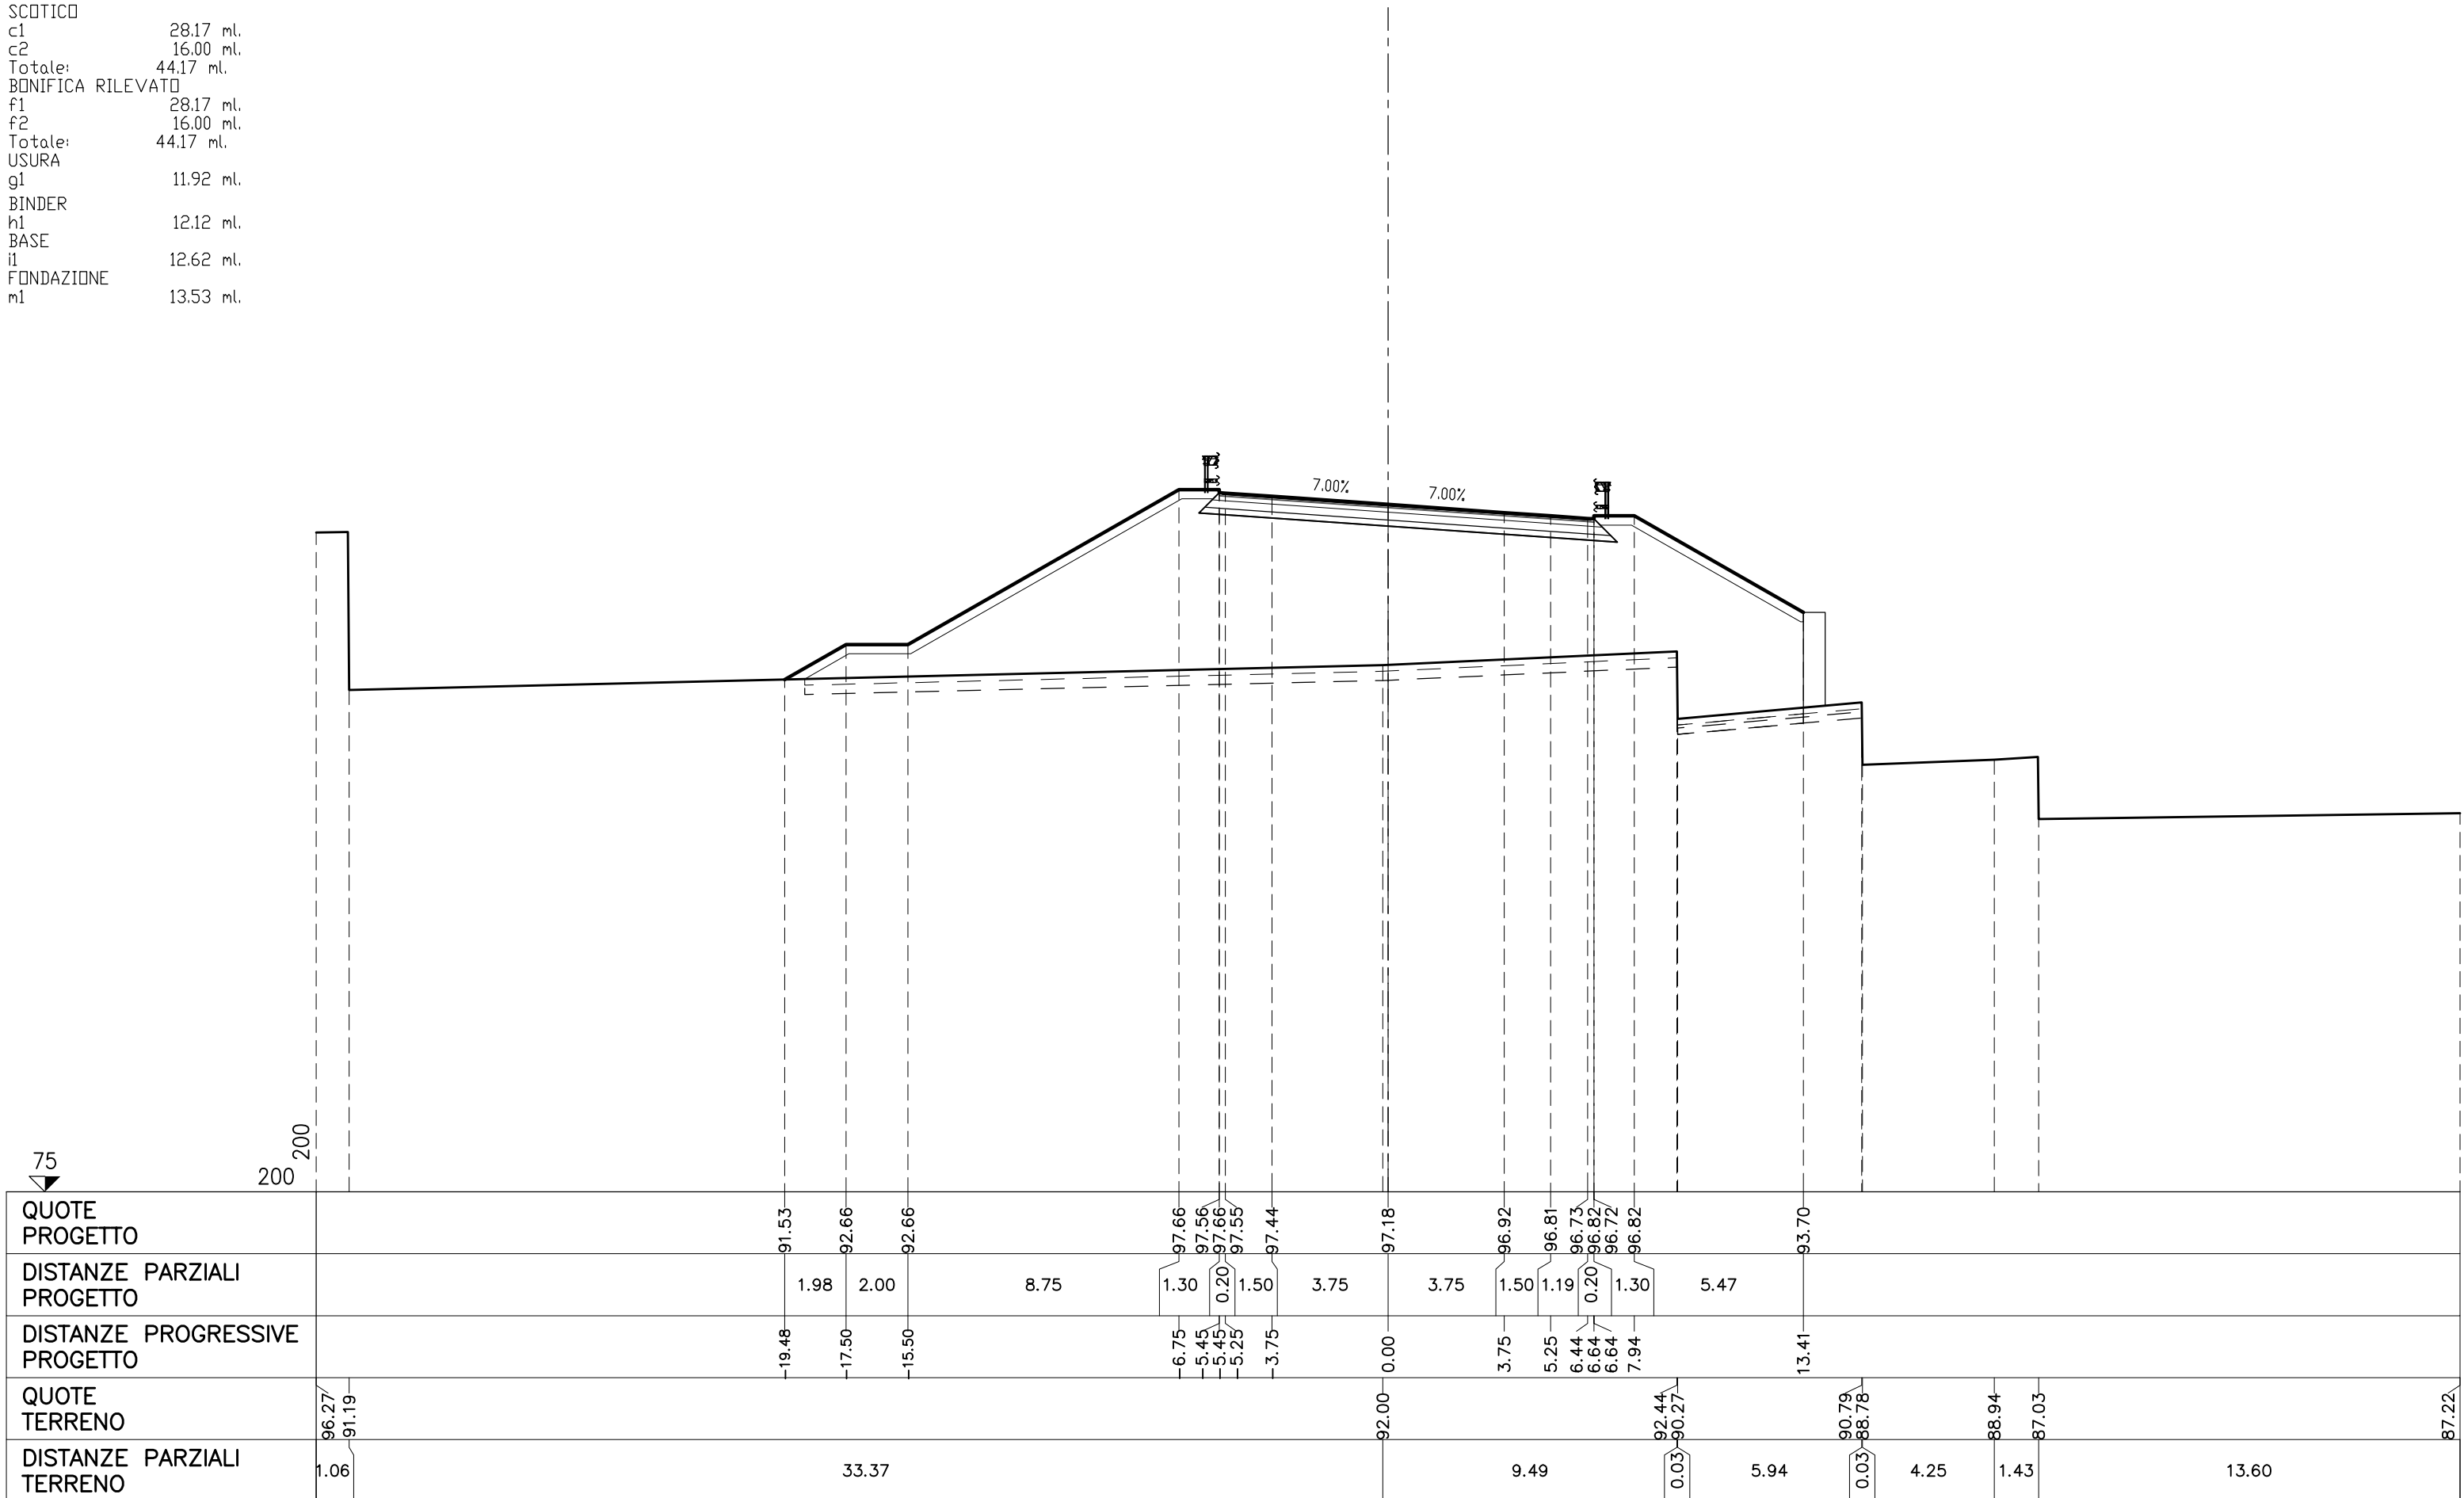 SCOTICO
c1 28.17 ml.
c2 16.00 ml.
Totale: 44.17 ml.
BONIFICA RILEVATO
f1 28.17 ml.
f2 16.00 ml.
Totale: 44.17 ml.
USURA
g1 11.92 ml.
BINDER
h1 12.12 ml.
BASE
i1 12.62 ml.
FONDAZIONE
m1 13.53 ml.
7.00% 7.00%
200
75
200
QUOTE
PROGETTO
91.53 92.66 92.66 97.66 97.56 97.66 97.55 97.44 97.18 96.92 96.81 96.73 96.82 96.72 96.82 93.70
DISTANZE PARZIALI
PROGETTO
1.98 2.00 8.75 1.30 0.20 1.50 3.75 3.75 1.50 1.19 0.20 1.30 5.47
DISTANZE PROGRESSIVE
PROGETTO
-19.48 -17.50 -15.50 -6.75 -5.45 -5.45 -5.25 -3.75 0.00 3.75 5.25 6.44 6.64 6.64 7.94 13.41
QUOTE
TERRENO
96.27 91.19 92.00 92.44 90.27 90.79 88.78 88.94 87.03 87.22
DISTANZE PARZIALI
TERRENO
1.06 33.37 9.49 0.03 5.94 0.03 4.25 1.43 13.60